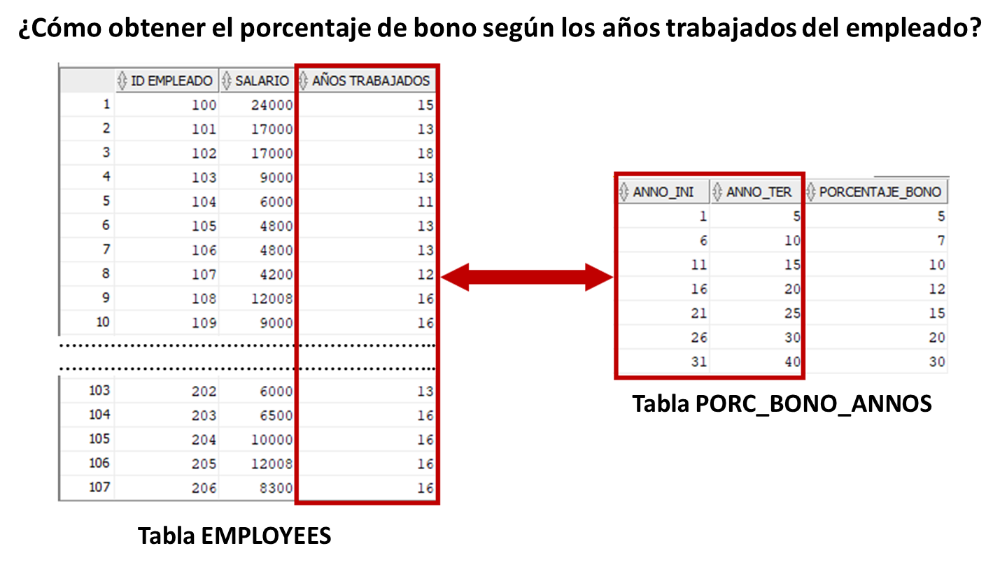 ¿Cómo obtener el porcentaje de bono según los años trabajados del empleado?
ID EMPLEADO SALARIO AÑOS TRABAJADOS
1 100 24000 15
2 101 17000 13
3 102 17000 18
4 103 9000 13
5 104 6000 11
6 105 4800 13
7 106 4800 13
8 107 4200 12
9 108 12008 16
10 109 9000 16
103 202 6000 13
104 203 6500 16
105 204 10000 16
106 205 12008 16
107 206 8300 16
Tabla EMPLOYEES
ANNO_INI ANNO_TER PORCENTAJE_BONO
1 5 5
6 10 7
11 15 10
16 20 12
21 25 15
26 30 20
31 40 30
Tabla PORC_BONO_ANNOS